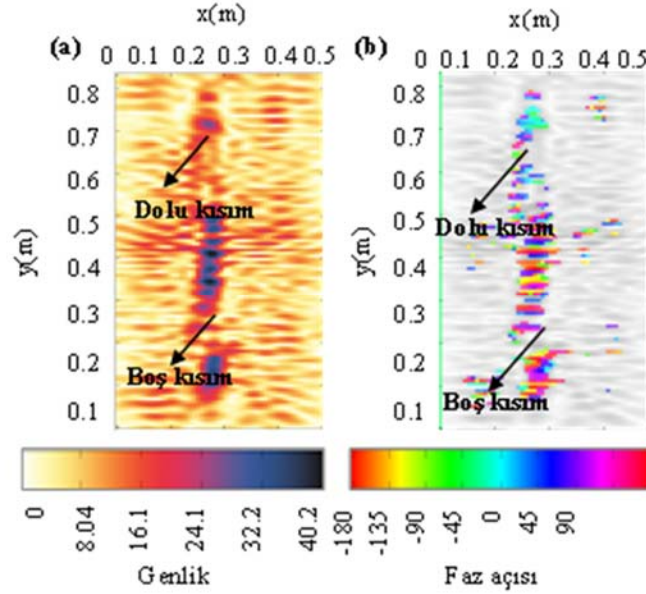 x(m) x(m)
(a) (b)
0.1 0.2 0.3 0.4 0.5 0 0.1 0.2 0.3 0.4 0.5
0.8 0.8
0.7 0.7
0.6 0.6
Dolu kısım Dolu kısım
0.5 0.5
y(m) y(m)
0.4 0.4
0.3 0.3
0.2 0.2
Boş kısım Boş kısım
0.1 0.1
0 8.04 16.1 24.1 32.2 40.2 -180 -135 -90 -45 0 45 90
Genlik Faz açısı